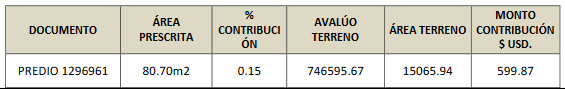 DOCUMENTO ÁREA PRESCRITA % CONTRIBUCI ÓN AVALÚO TERRENO ÁREA TERRENO MONTO CONTRIBUCIÓN $ USD.
PREDIO 1296961 80.70m2 0.15 746595.67 15065.94 599.87